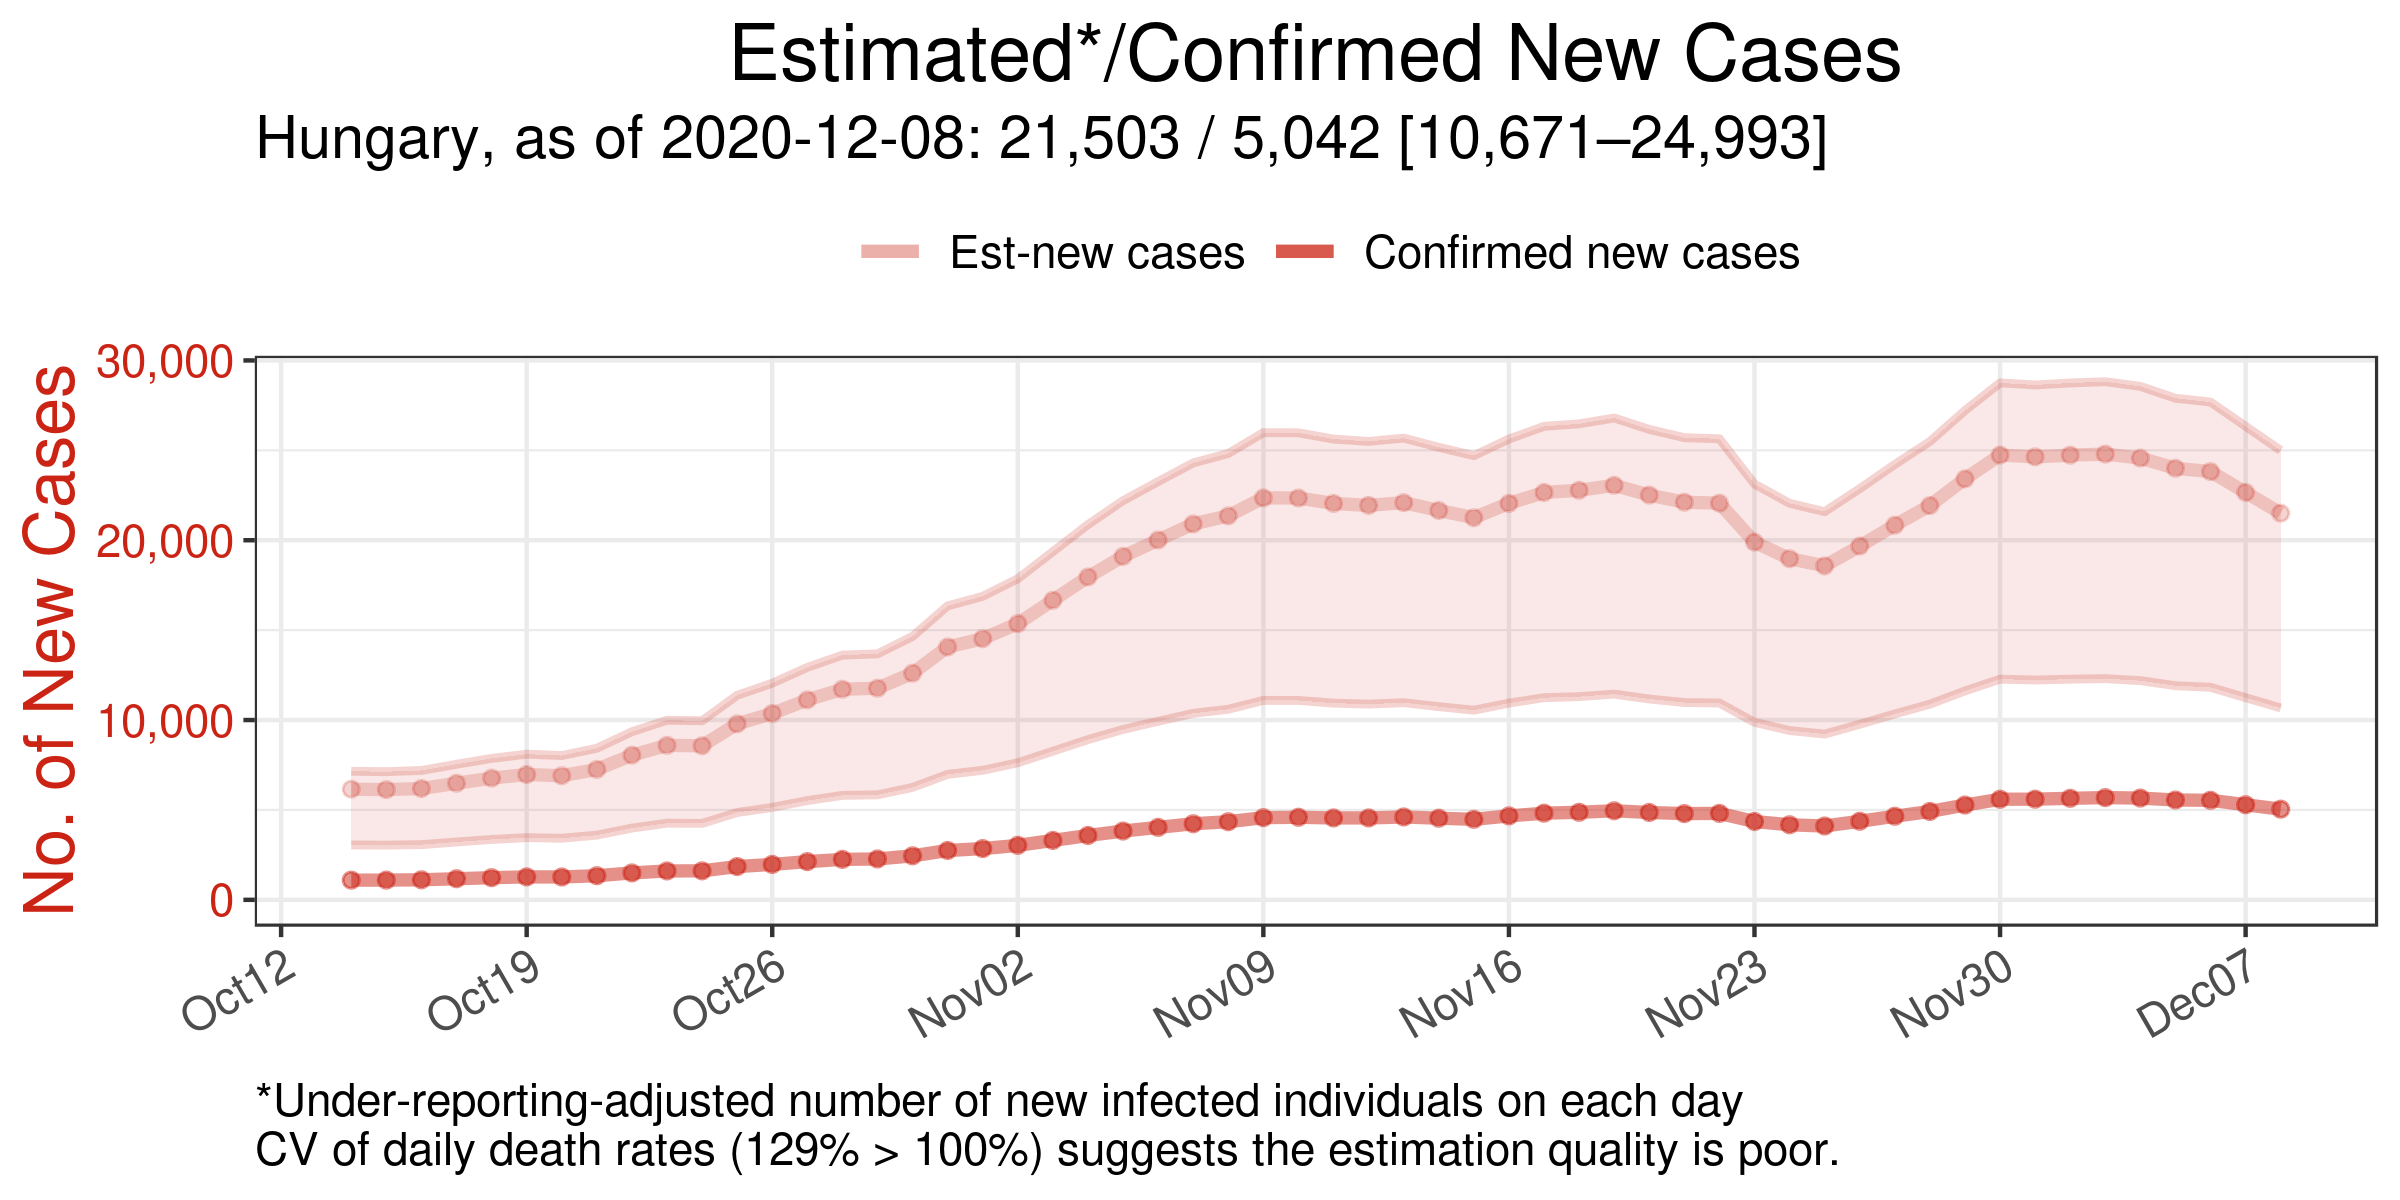 Estimated*/Confirmed New Cases
Hungary, as of 2020-12-08: 21,503 / 5,042 [10,671–24,993]
Est-new cases
Confirmed new cases
No. of New Cases
30,000
20,000
10,000
0
Oct12
Oct19
Oct26
Nov02
Nov09
Nov16
Nov23
Nov30
Dec07
*Under-reporting-adjusted number of new infected individuals on each day
CV of daily death rates (129% > 100%) suggests the estimation quality is poor.